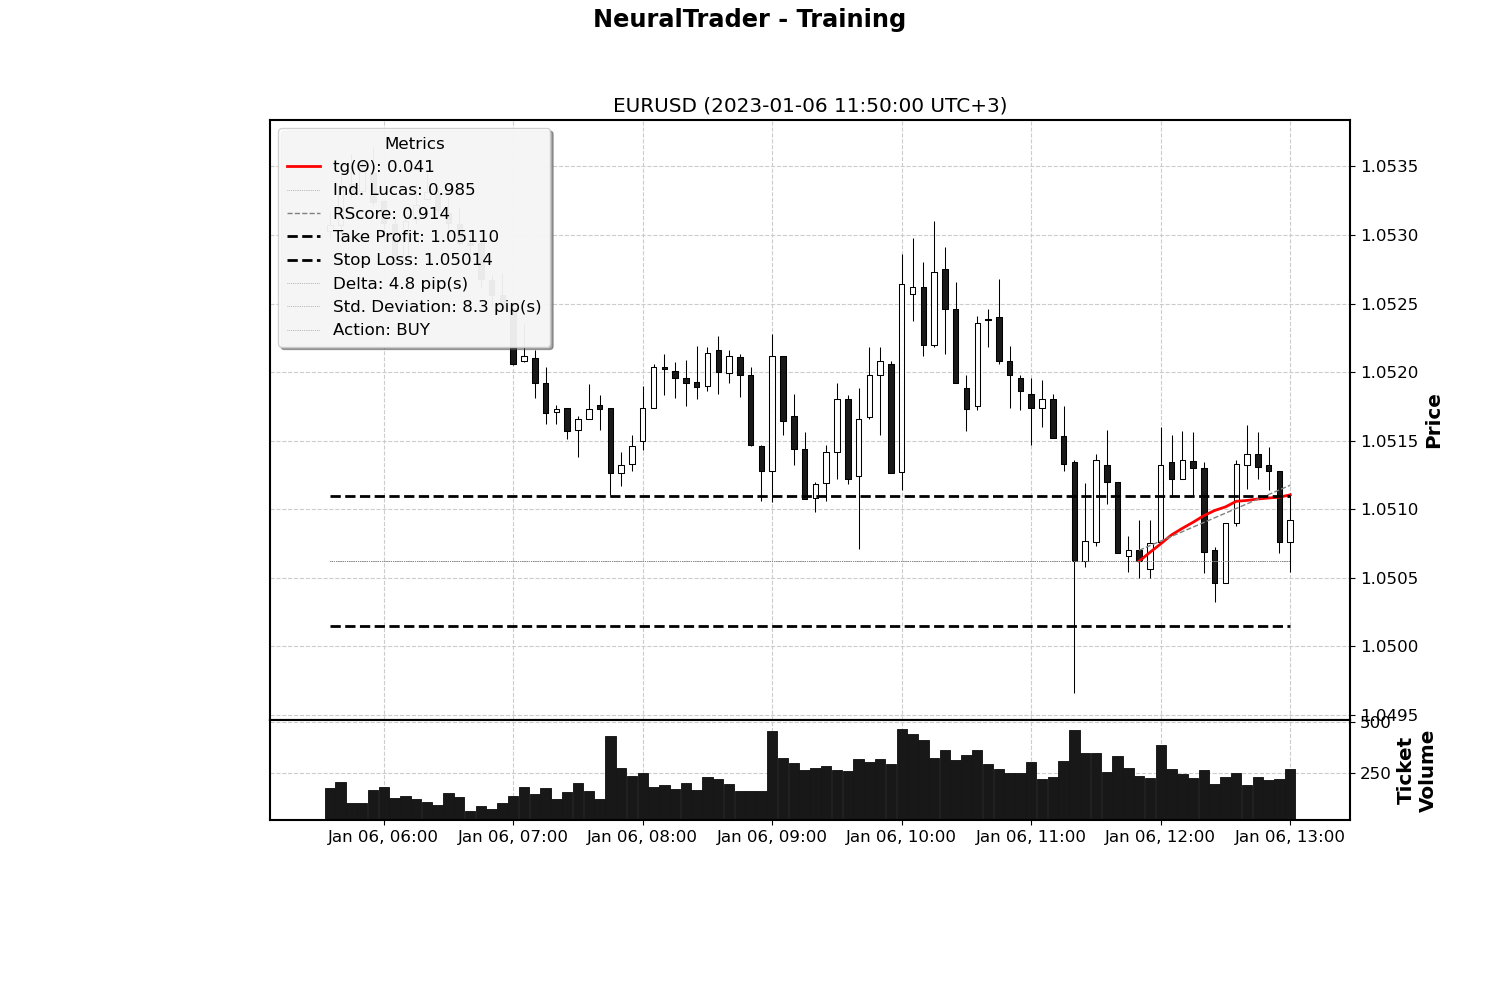 NeuralTrader - Training
EURUSD (2023-01-06 11:50:00 UTC+3)
Metrics
tg(Θ): 0.041
Ind. Lucas: 0.985
RScore: 0.914
Take Profit: 1.05110
Stop Loss: 1.05014
Delta: 4.8 pip(s)
Std. Deviation: 8.3 pip(s)
Action: BUY
1.0535
1.0530
1.0525
1.0520
1.0515
1.0510
1.0505
1.0500
1.0495
Price
500
250
Ticket
Volume
Jan 06, 06:00
Jan 06, 07:00
Jan 06, 08:00
Jan 06, 09:00
Jan 06, 10:00
Jan 06, 11:00
Jan 06, 12:00
Jan 06, 13:00